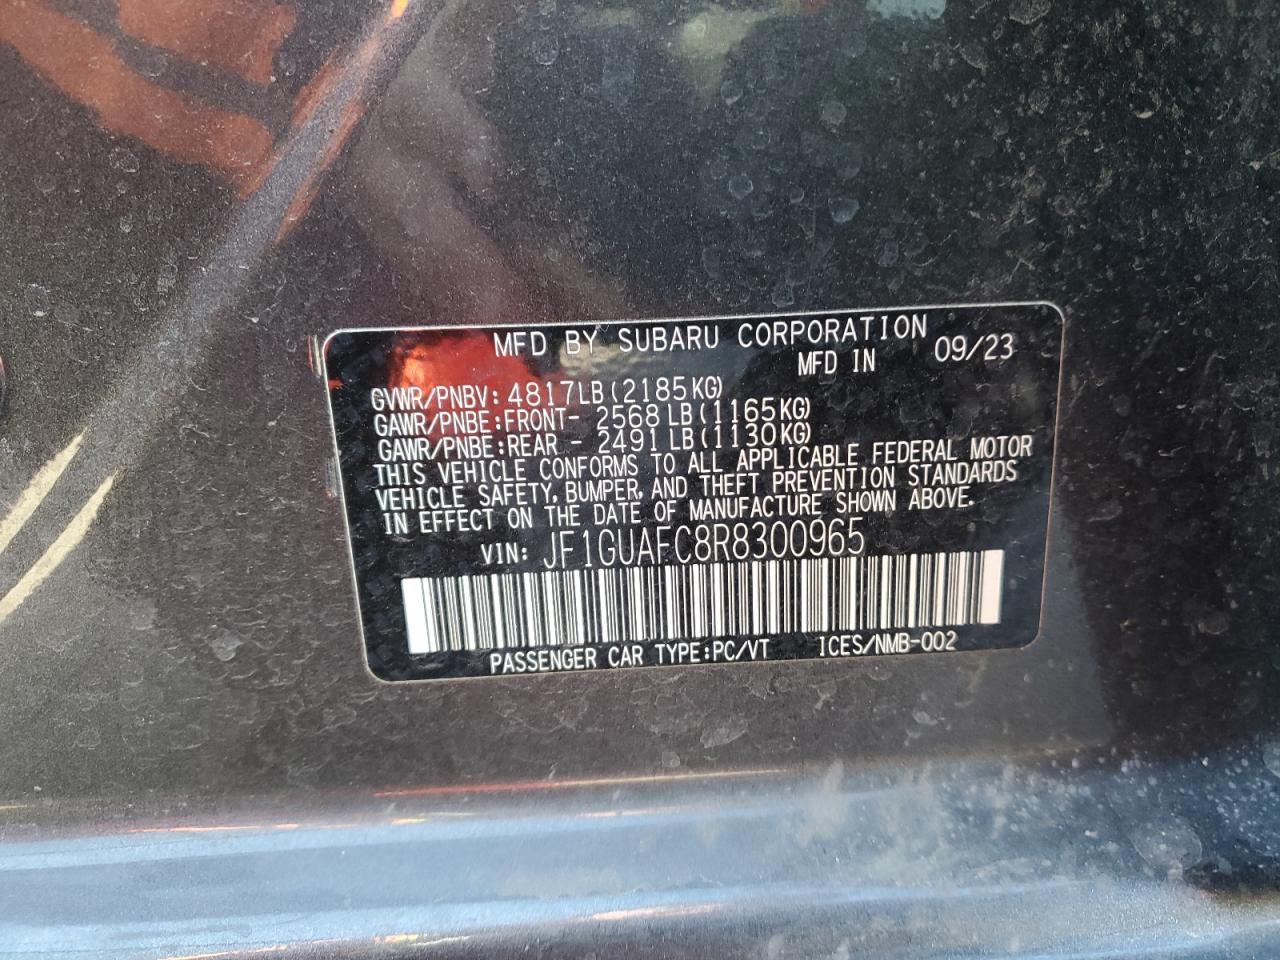 MFD BY SUBARU CORPORATION
MFD IN 09/23
GVWR/PNBV: 4817LB(2185KG)
GAWR/PNBE:FRONT- 2568 LB(1165KG)
GAWR/PNBE:REAR - 2491 LB(1130KG)
THIS VEHICLE CONFORMS TO ALL APPLICABLE FEDERAL MOTOR
VEHICLE SAFETY, BUMPER, AND THEFT PREVENTION STANDARDS
IN EFFECT ON THE DATE OF MANUFACTURE SHOWN ABOVE.
VIN: JF1GUAFC8R8300965
PASSENGER CAR TYPE:PC/VT ICES/NMB-002